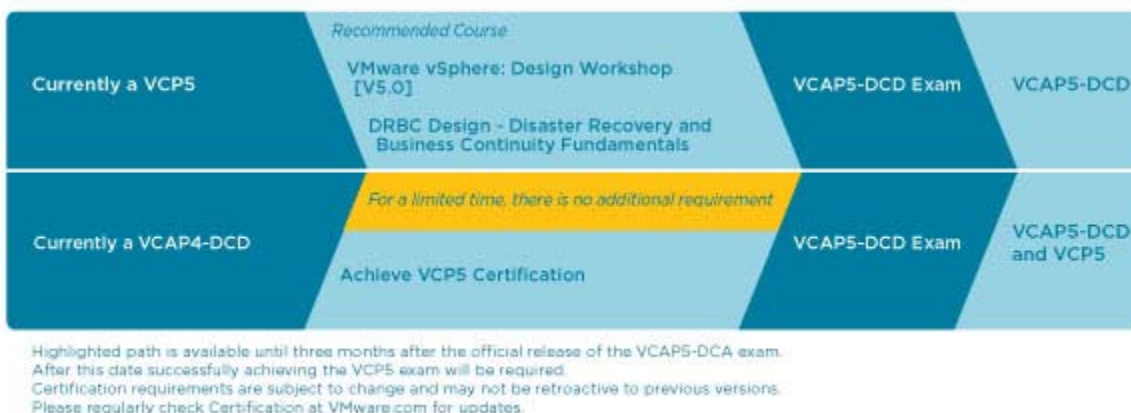 Recommended Course
Currently a VCP5
VMware vSphere: Design Workshop
[V5.0]
DRBC Design - Disaster Recovery and
Business Continuity Fundamentals
VCAP5-DCD Exam
VCAP5-DCD
For a limited time, there is no additional requirement
Currently a VCAP4-DCD
Achieve VCP5 Certification
VCAP5-DCD Exam
VCAP5-DCD
and VCP5
Highlighted path is available until three months after the official release of the VCAP5-DCA exam.
After this date successfully achieving the VCP5 exam will be required.
Certification requirements are subject to change and may not be retroactive to previous versions.
Please regularly check Certification at VMware.com for updates.